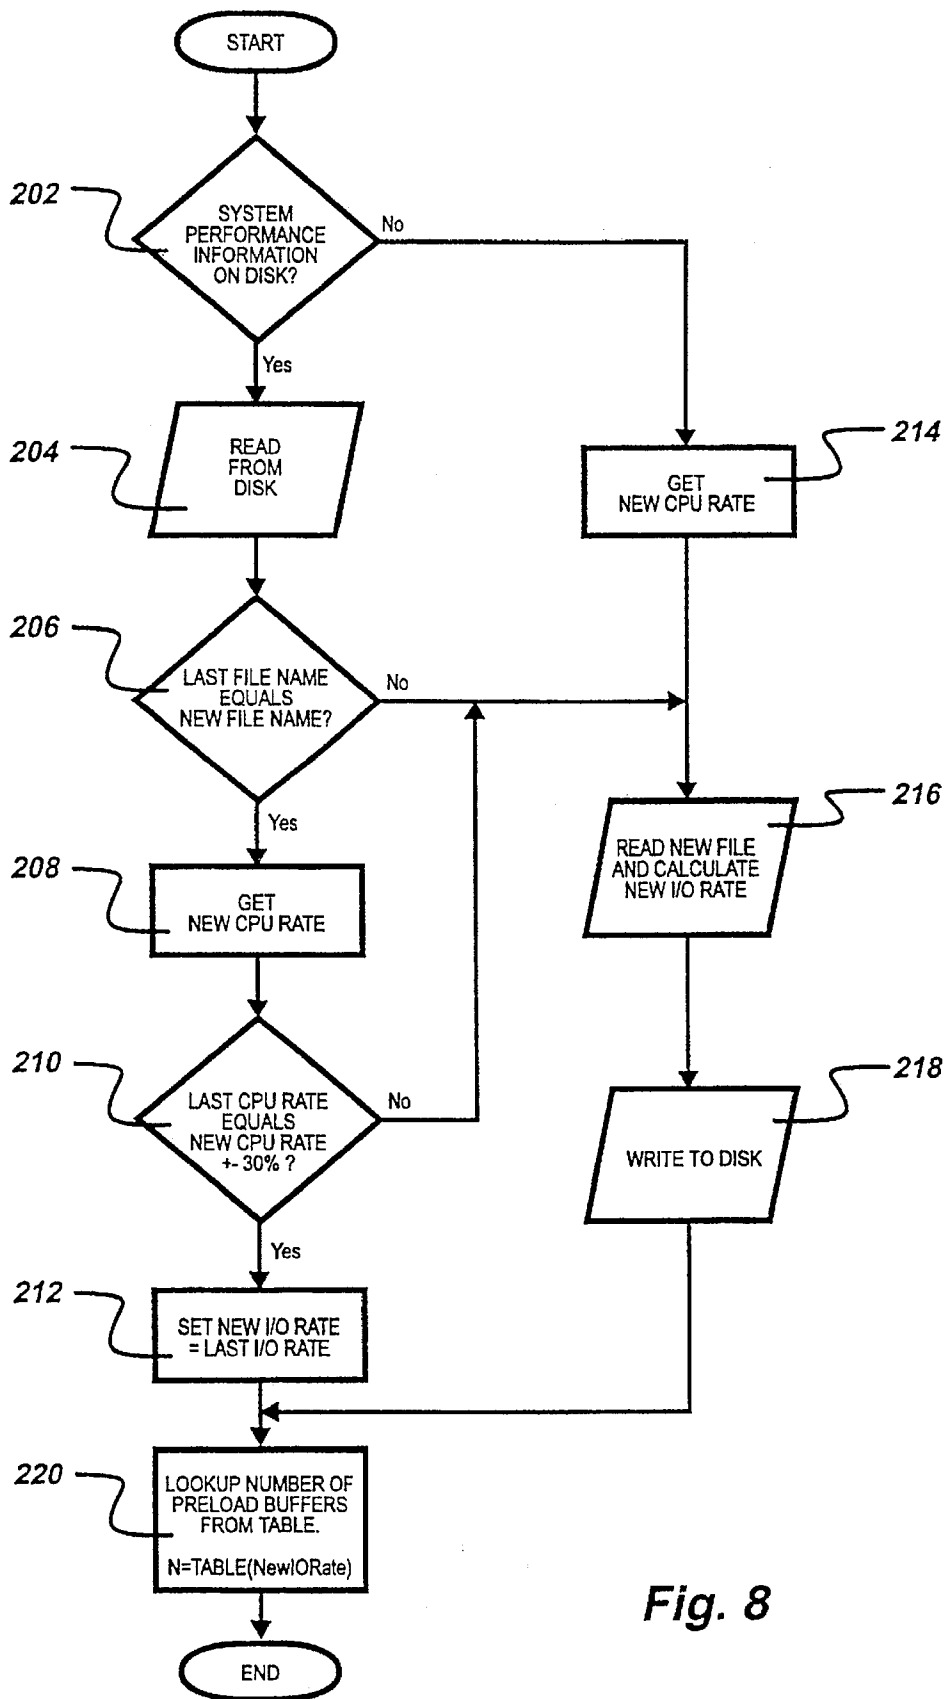 START
202
SYSTEM
PERFORMANCE
INFORMATION
ON DISK?
No
Yes
204
READ
FROM
DISK
214
GET
NEW CPU RATE
206
LAST FILE NAME
EQUALS
NEW FILE NAME?
No
Yes
216
READ NEW FILE
AND CALCULATE
NEW I/O RATE
208
GET
NEW CPU RATE
210
LAST CPU RATE
EQUALS
NEW CPU RATE
+- 30% ?
No
Yes
218
WRITE TO DISK
212
SET NEW I/O RATE
= LAST I/O RATE
220
LOOKUP NUMBER OF
PRELOAD BUFFERS
FROM TABLE.
N=TABLE(NewIORate)
END
Fig. 8